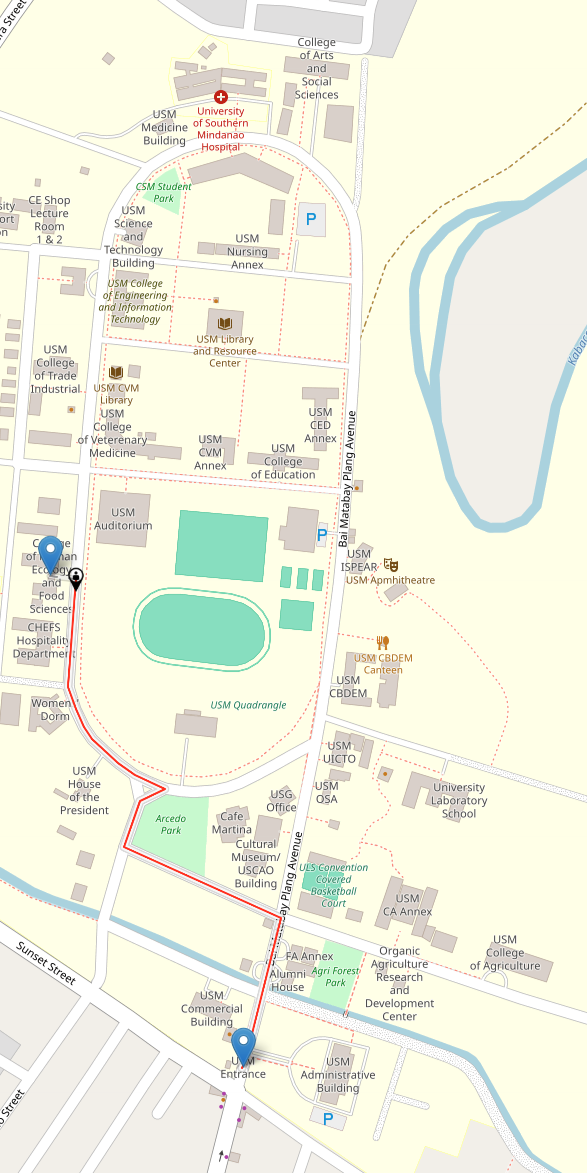 College
of Arts
and
Social
Sciences
University
of Southern
Mindanao
Hospital
USM
Medicine
Building
CSM Student
Park
CE Shop
Lecture
Room
1 & 2
USM
Science
and
Technology
Building
USM
Nursing
Annex
P
USM College
of Engineering
and Information
Technology
USM Library
and Resource
Center
USM
College
of Trade
Industrial
USM CVM
Library
USM
College
of Veterenary
Medicine
USM
CVM
Annex
USM
College
of Education
USM
CED
Annex
Bai Matabay Plang Avenue
USM
Auditorium
P
USM
ISPEAR
USM Apmhitheatre
College
of Human
Ecology
and
Food
Sciences
CHEFS
Hospitality
Department
USM CBDEM
Canteen
USM
CBDEM
Women
Dorm
USM Quadrangle
USM
UICTO
USM
House
of the
President
USG
Office
USM
OSA
University
Laboratory
School
Arcedo
Park
Cafe
Martina
Cultural
Museum/
USCAO
Building
Bai Matabay Plang Avenue
ULS Convention
Covered
Basketball
Court
USM
CA Annex
Sunset Street
FA Annex
Alumni
House
Agri Forest
Park
Organic
Agriculture
Research
and
Development
Center
USM
College
of Agriculture
USM
Commercial
Building
USM
Entrance
USM
Administrative
Building
P